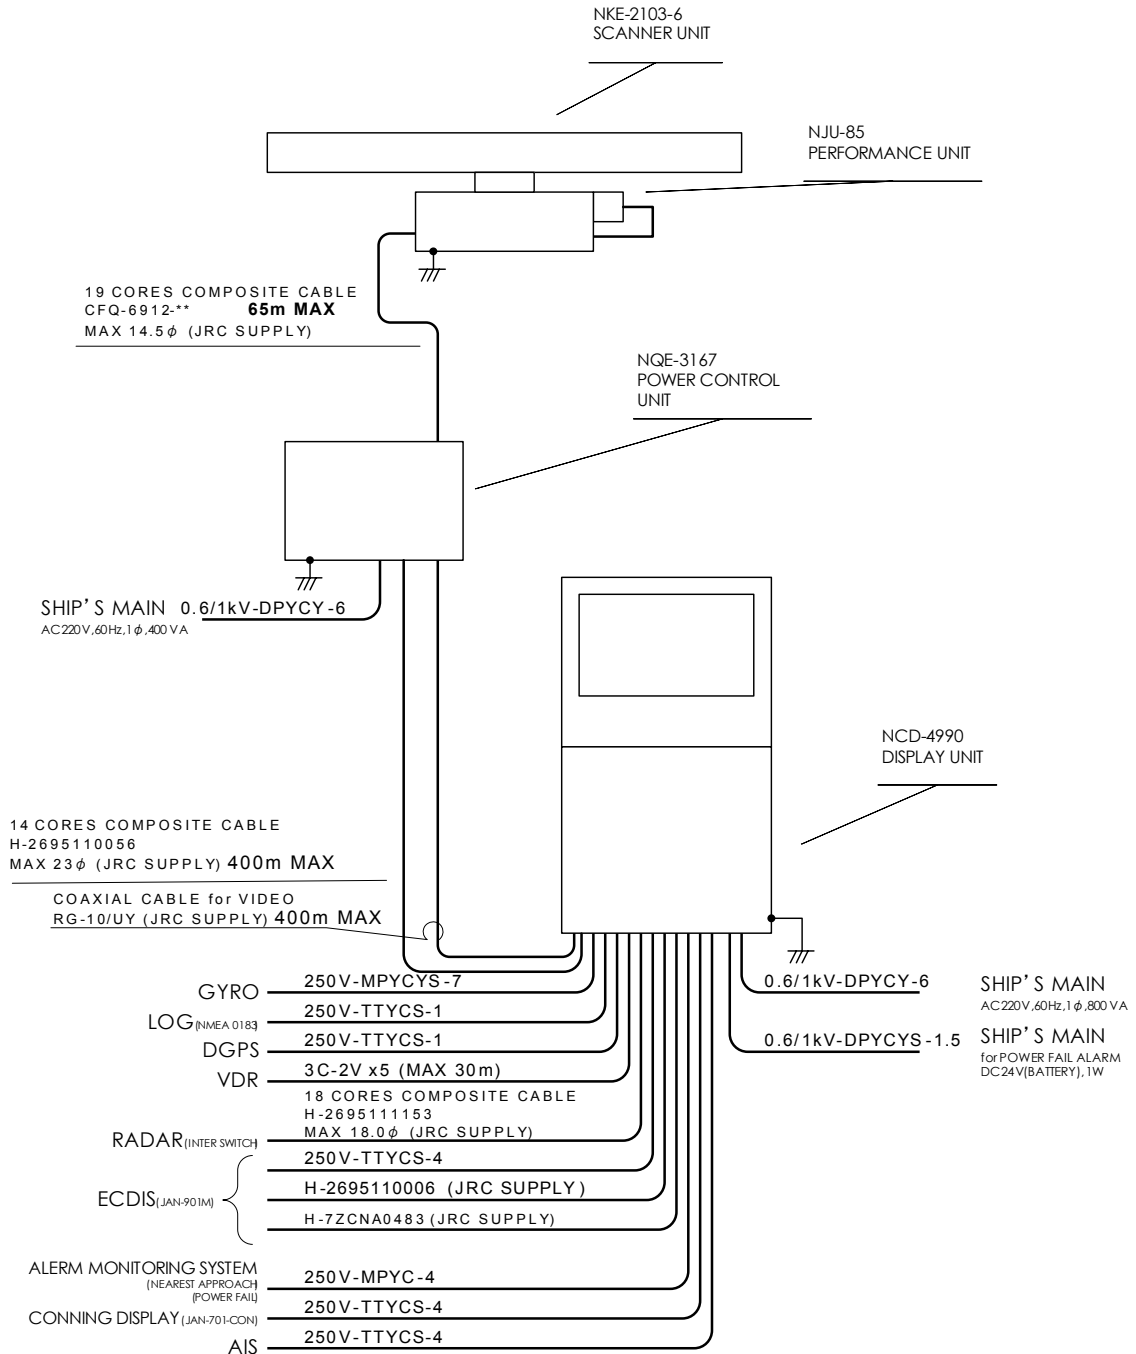 NKE-2103-6
SCANNER UNIT
NJU-85
PERFORMANCE UNIT
19 CORES COMPOSITE CABLE
CFQ-6912-** 65m MAX
MAX 14.5φ (JRC SUPPLY)
NQE-3167
POWER CONTROL
UNIT
SHIP'S MAIN 0.6/1kV-DPYCY-6
AC220V,60Hz,1φ,400VA
NCD-4990
DISPLAY UNIT
14 CORES COMPOSITE CABLE
H-2695110056
MAX 23φ (JRC SUPPLY) 400m MAX
COAXIAL CABLE for VIDEO
RG-10/UY (JRC SUPPLY) 400m MAX
GYRO 250V-MPYCYS-7
LOG(NMEA 0183) 250V-TTYCS-1
DGPS 250V-TTYCS-1
VDR 3C-2V x5 (MAX 30m)
18 CORES COMPOSITE CABLE
H-2695111153
RADAR(INTER SWITCH) MAX 18.0φ (JRC SUPPLY)
250V-TTYCS-4
ECDIS(JAN-901M) H-2695110006 (JRC SUPPLY)
H-7ZCNA0483 (JRC SUPPLY)
ALERM MONITORING SYSTEM 250V-MPYC-4
(NEAREST APPROACH)
(POWER FAIL)
CONNING DISPLAY(JAN-701-CON) 250V-TTYCS-4
AIS 250V-TTYCS-4
0.6/1kV-DPYCY-6 SHIP'S MAIN
AC220V,60Hz,1φ,800VA
0.6/1kV-DPYCYS-1.5 SHIP'S MAIN
for POWER FAIL ALARM
DC24V(BATTERY),1W